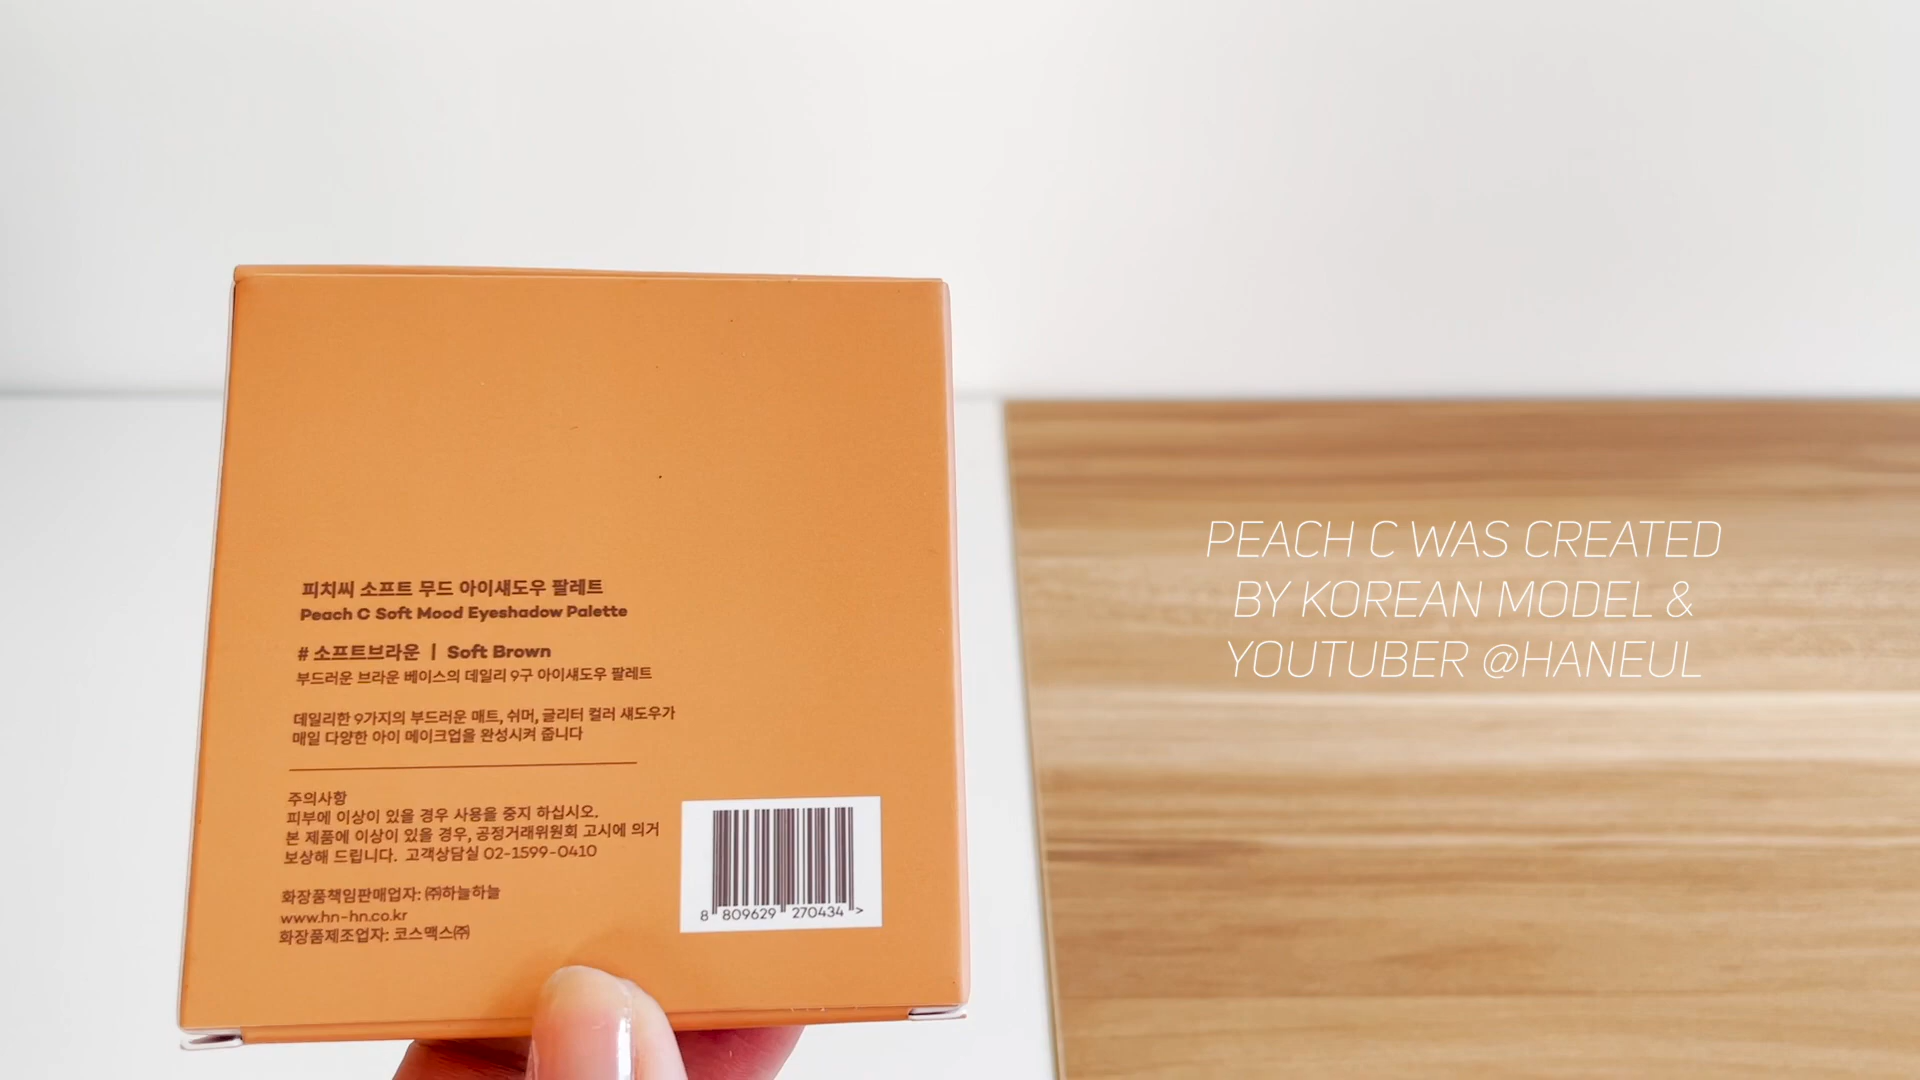 피치씨 소프트 무드 아이섀도우 팔레트
Peach C Soft Mood Eyeshadow Palette
# 소프트브라운 | Soft Brown
부드러운 브라운 베이스의 데일리 9구 아이섀도우 팔레트
데일리한 9가지의 부드러운 매트, 쉬머, 글리터 컬러 섀도우가
매일 다양한 아이 메이크업을 완성시켜 줍니다
주의사항
피부에 이상이 있을 경우 사용을 중지 하십시오.
본 제품에 이상이 있을 경우, 공정거래위원회 고시에 의거
보상해 드립니다. 고객상담실 02-1599-0410
화장품책임판매업자: ㈜하늘하늘
www.hn-hn.co.kr
화장품제조업자: 코스맥스㈜
8 809629 270434 >
PEACH C WAS CREATED
BY KOREAN MODEL &
YOUTUBER @HANEUL